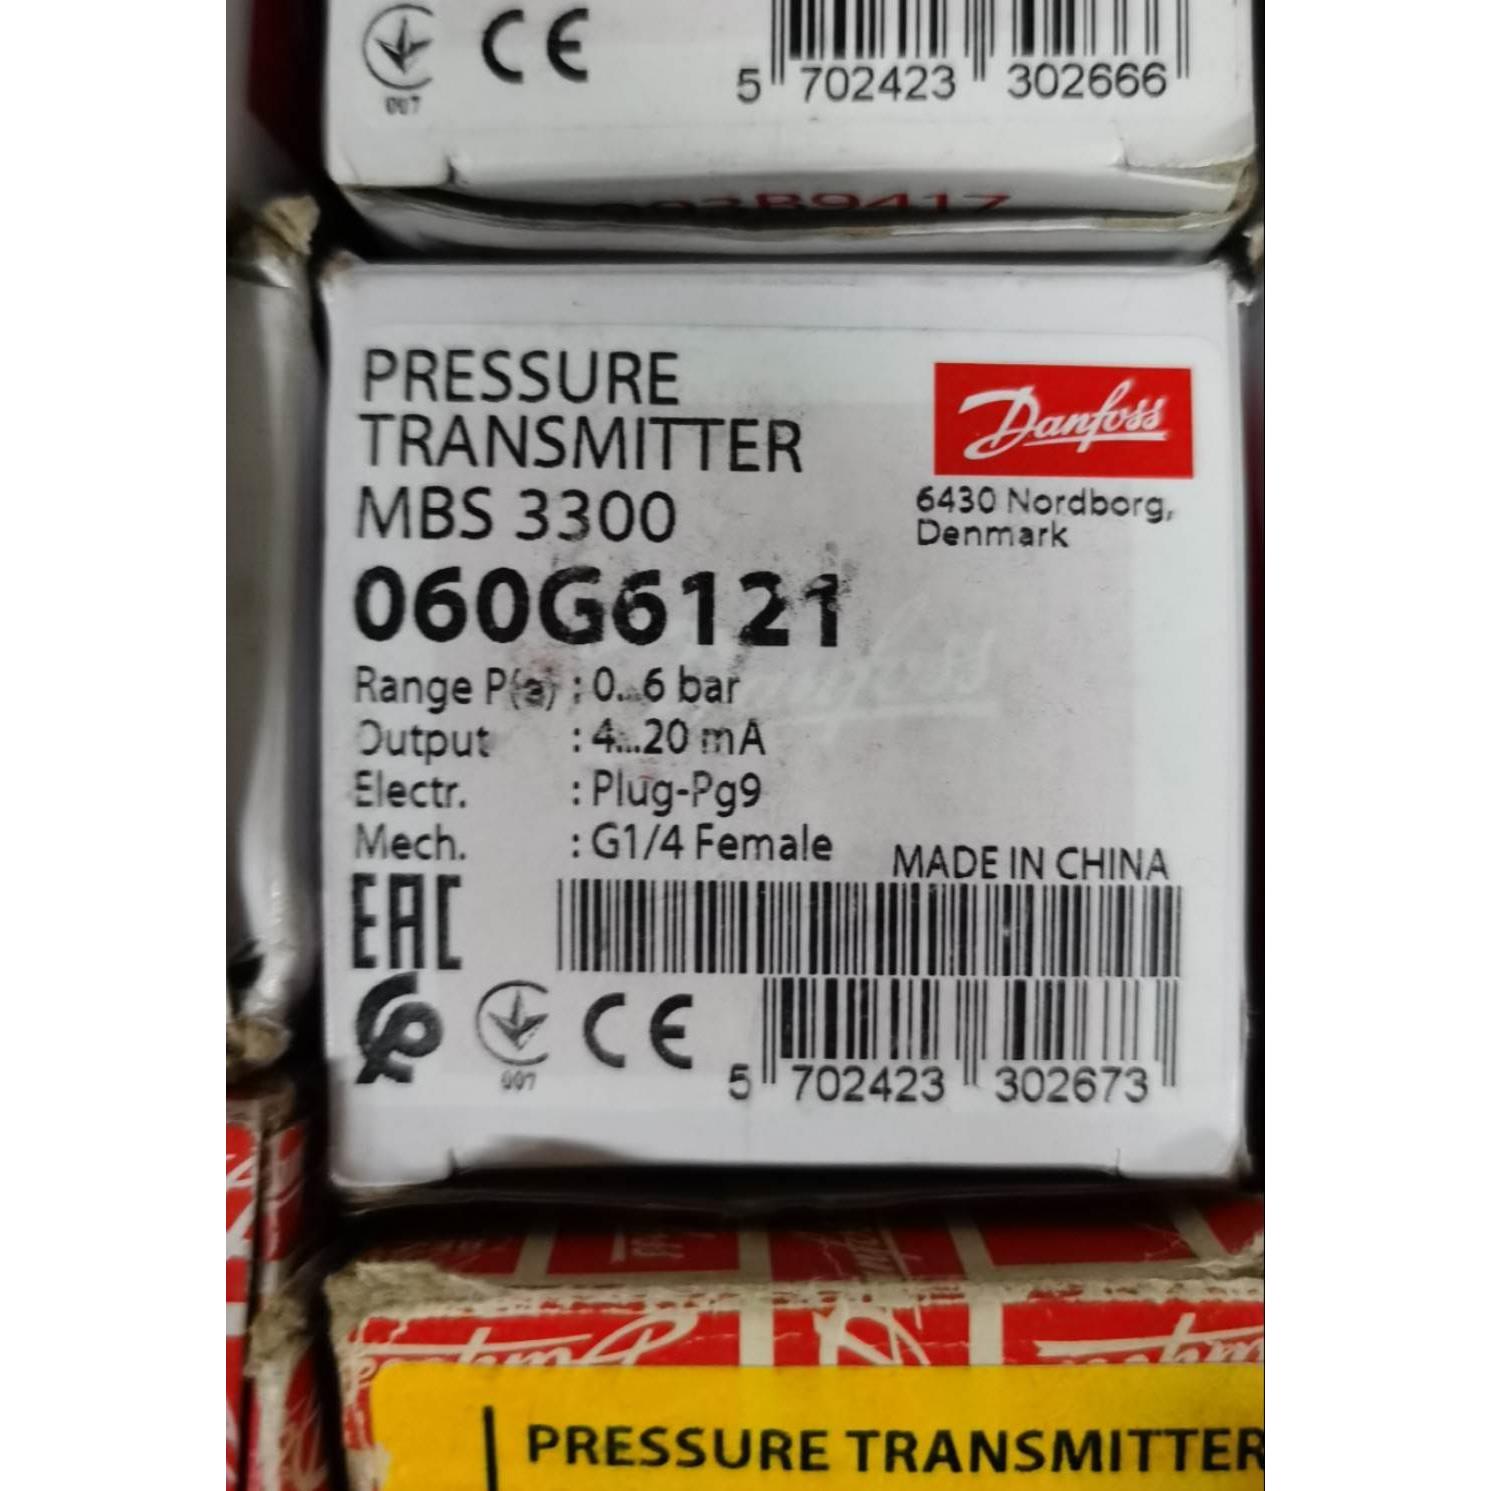 007
CE
5 702423 302666
PRESSURE
TRANSMITTER
MBS 3300
Danfoss
6430 Nordborg,
Denmark
060G6121
Range P(a) : 0...6 bar
Output : 4...20 mA
Electr. : Plug-Pg9
Mech. : G1/4 Female
MADE IN CHINA
EAC
007
CE
5 702423 302673
PRESSURE TRANSMITTER